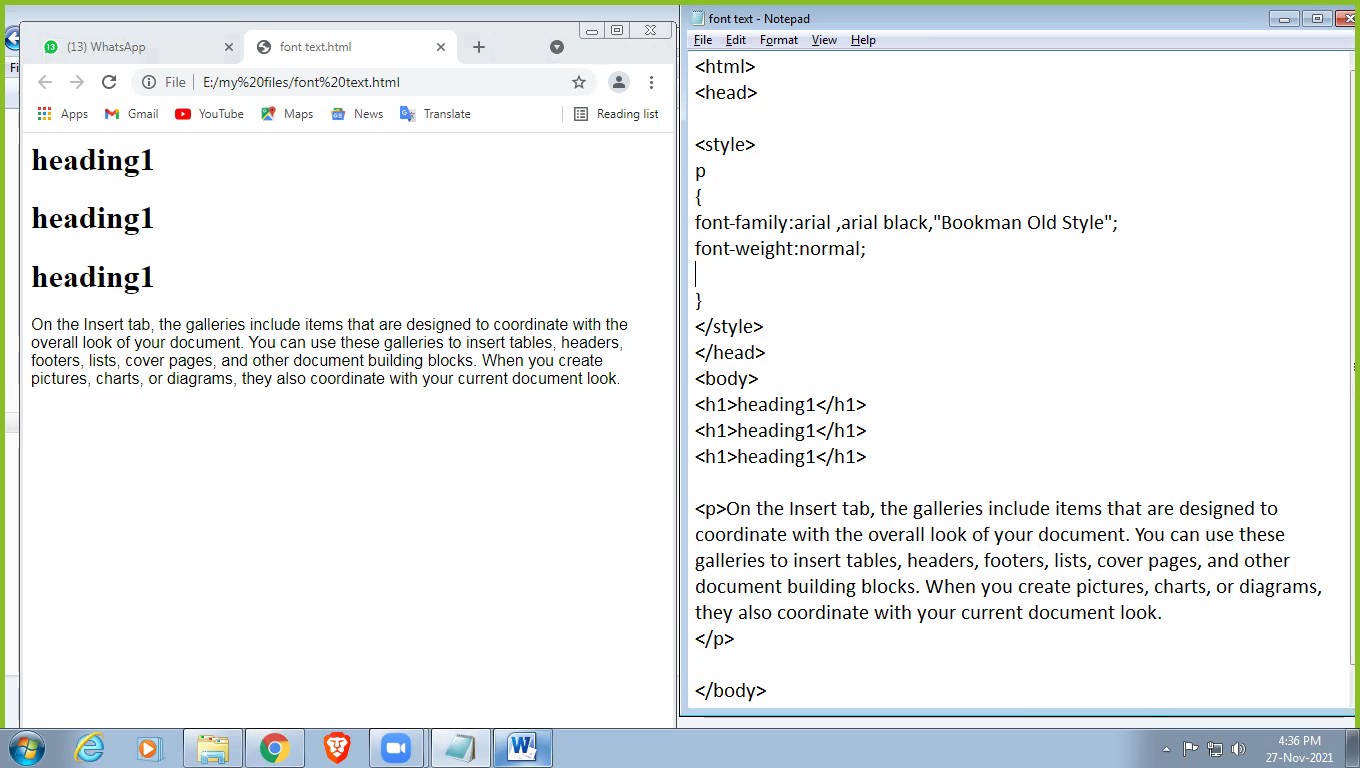 13 (13) WhatsApp
font text.html
File E:/my%20files/font%20text.html
Apps Gmail YouTube Maps News Translate Reading list
heading1
heading1
heading1
On the Insert tab, the galleries include items that are designed to coordinate with the
overall look of your document. You can use these galleries to insert tables, headers,
footers, lists, cover pages, and other document building blocks. When you create
pictures, charts, or diagrams, they also coordinate with your current document look.
font text - Notepad
File Edit Format View Help
<html>
<head>
<style>
p
{
font-family:arial ,arial black,"Bookman Old Style";
font-weight:normal;
}
</style>
</head>
<body>
<h1>heading1</h1>
<h1>heading1</h1>
<h1>heading1</h1>
<p>On the Insert tab, the galleries include items that are designed to
coordinate with the overall look of your document. You can use these
galleries to insert tables, headers, footers, lists, cover pages, and other
document building blocks. When you create pictures, charts, or diagrams,
they also coordinate with your current document look.
</p>
</body>
4:36 PM
27-Nov-2021